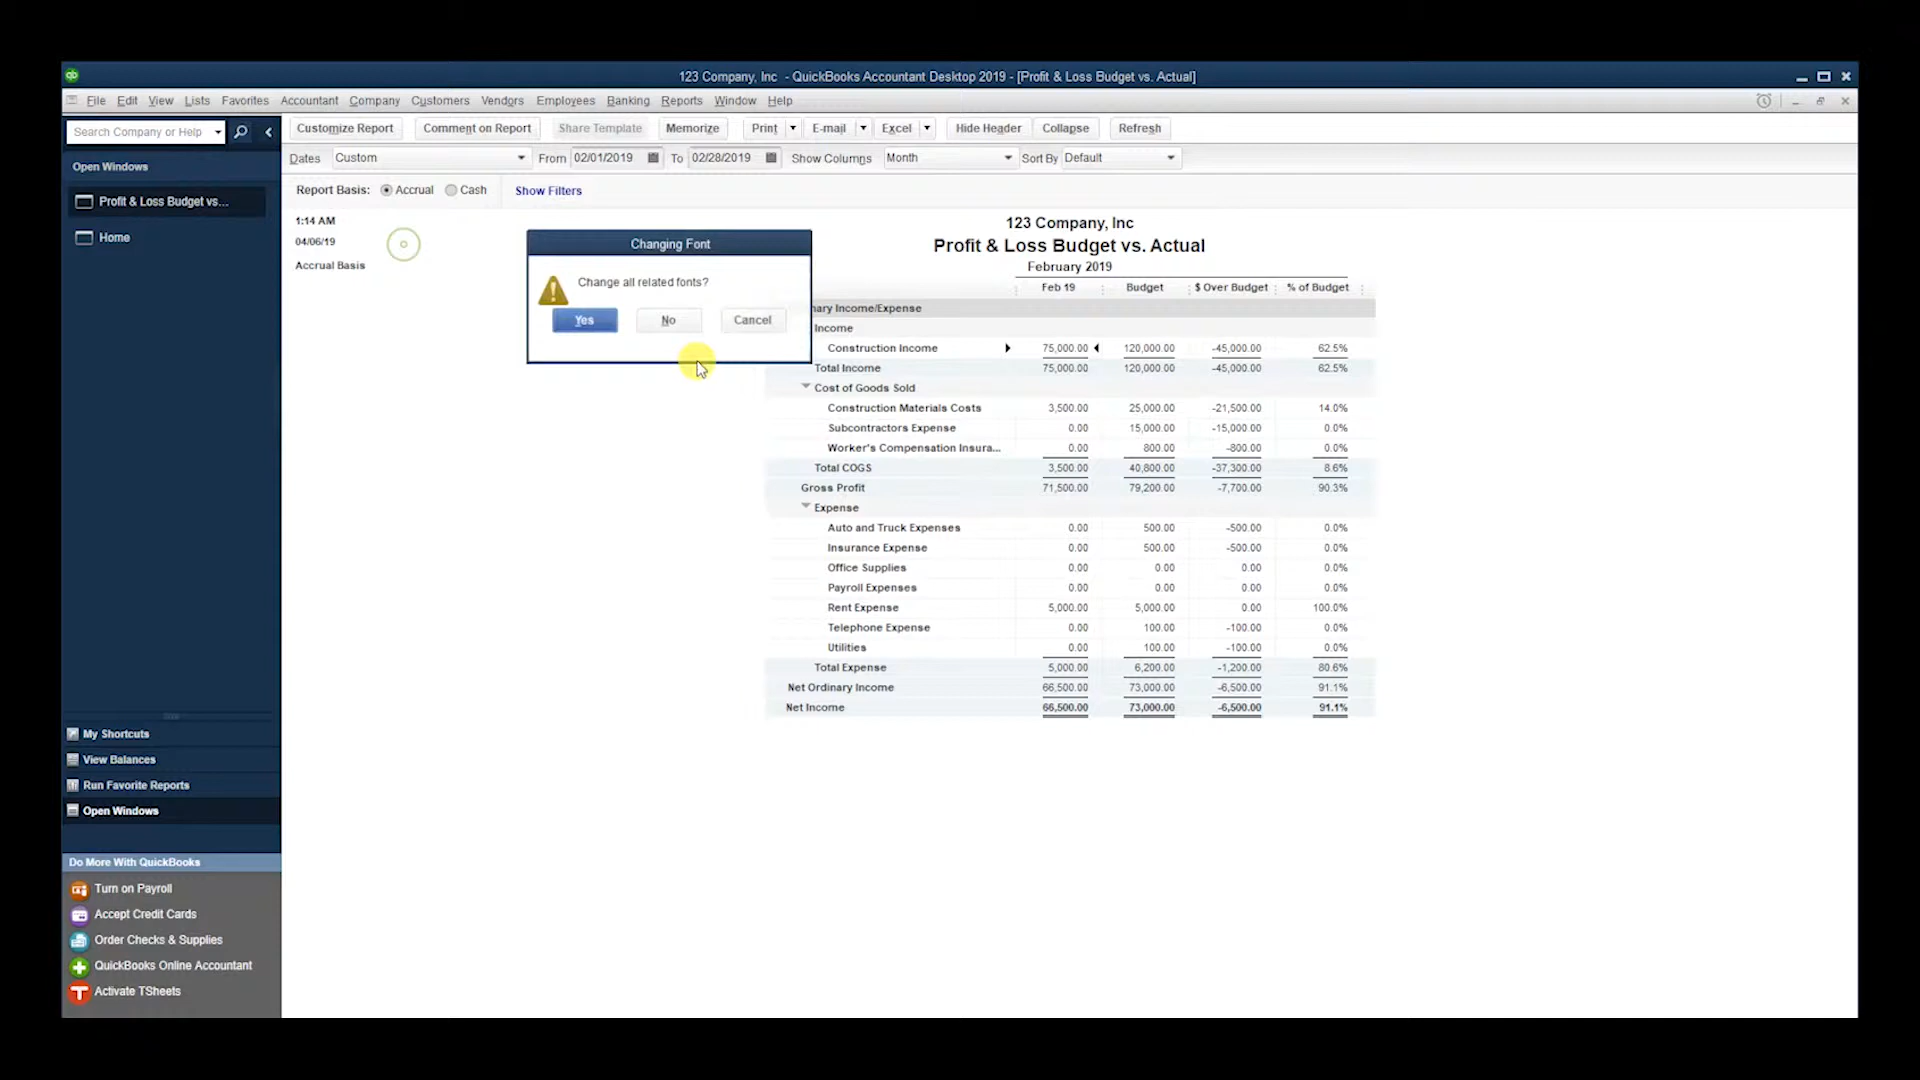 123 Company, Inc - QuickBooks Accountant Desktop 2019 - [Profit & Loss Budget vs. Actual]
File Edit View Lists Favorites Accountant Company Customers Vendors Employees Banking Reports Window Help
Search Company or Help
Customize Report Comment on Report Share Template Memorize Print E-mail Excel Hide Header Collapse Refresh
Dates Custom From 02/01/2019 To 02/28/2019 Show Columns Month Sort By Default
Open Windows
Profit & Loss Budget vs...
Home
Report Basis: Accrual Cash Show Filters
1:14 AM
04/06/19
Accrual Basis
Changing Font
Change all related fonts?
Yes No Cancel
123 Company, Inc
Profit & Loss Budget vs. Actual
February 2019
Feb 19 Budget $ Over Budget % of Budget
nary Income/Expense
Income
Construction Income 75,000.00 120,000.00 -45,000.00 62.5%
Total Income 75,000.00 120,000.00 -45,000.00 62.5%
Cost of Goods Sold
Construction Materials Costs 3,500.00 25,000.00 -21,500.00 14.0%
Subcontractors Expense 0.00 15,000.00 -15,000.00 0.0%
Worker's Compensation Insura... 0.00 800.00 -800.00 0.0%
Total COGS 3,500.00 40,800.00 -37,300.00 8.6%
Gross Profit 71,500.00 79,200.00 -7,700.00 90.3%
Expense
Auto and Truck Expenses 0.00 500.00 -500.00 0.0%
Insurance Expense 0.00 500.00 -500.00 0.0%
Office Supplies 0.00 0.00 0.00 0.0%
Payroll Expenses 0.00 0.00 0.00 0.0%
Rent Expense 5,000.00 5,000.00 0.00 100.0%
Telephone Expense 0.00 100.00 -100.00 0.0%
Utilities 0.00 100.00 -100.00 0.0%
Total Expense 5,000.00 6,200.00 -1,200.00 80.6%
Net Ordinary Income 66,500.00 73,000.00 -6,500.00 91.1%
Net Income 66,500.00 73,000.00 -6,500.00 91.1%
My Shortcuts
View Balances
Run Favorite Reports
Open Windows
Do More With QuickBooks
Turn on Payroll
Accept Credit Cards
Order Checks & Supplies
QuickBooks Online Accountant
Activate TSheets